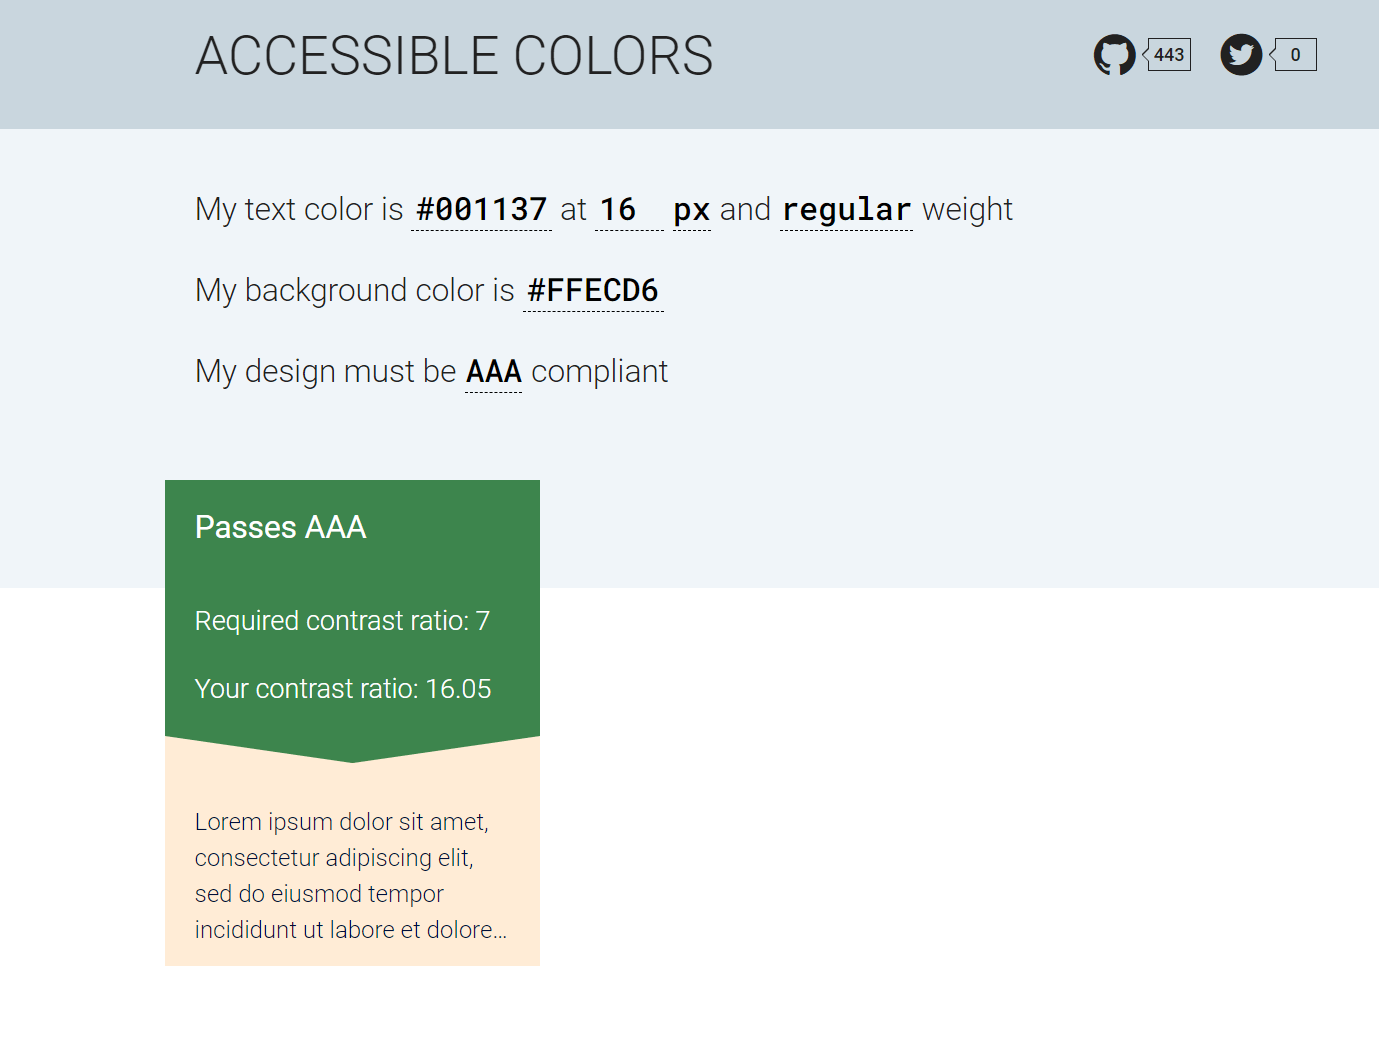 ACCESSIBLE COLORS
443
0
My text color is #001137 at 16 px and regular weight
My background color is #FFECD6
My design must be AAA compliant
Passes AAA
Required contrast ratio: 7
Your contrast ratio: 16.05
Lorem ipsum dolor sit amet,
consectetur adipiscing elit,
sed do eiusmod tempor
incididunt ut labore et dolore...